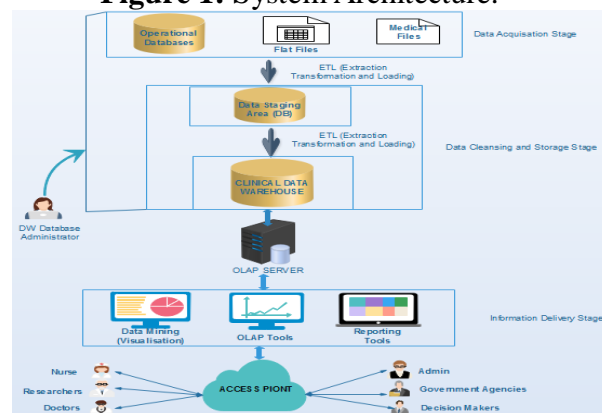 Figure 1. System Architecture.
Operational
Databases
Flat Files
Medical
Files
Data Acquisation Stage
ETL (Extraction
Transformation and Loading)
Data Staging
Area (DB)
ETL (Extraction
Transformation and Loading)
Data Cleansing and Storage Stage
CLINICAL DATA
WAREHOUSE
DW Database
Administrator
OLAP SERVER
Data Mining
(Visualisation)
OLAP Tools
Reporting
Tools
Information Delivery Stage
Nurse
Researchers
Doctors
ACCESS PIONT
Admin
Government Agencies
Decision Makers